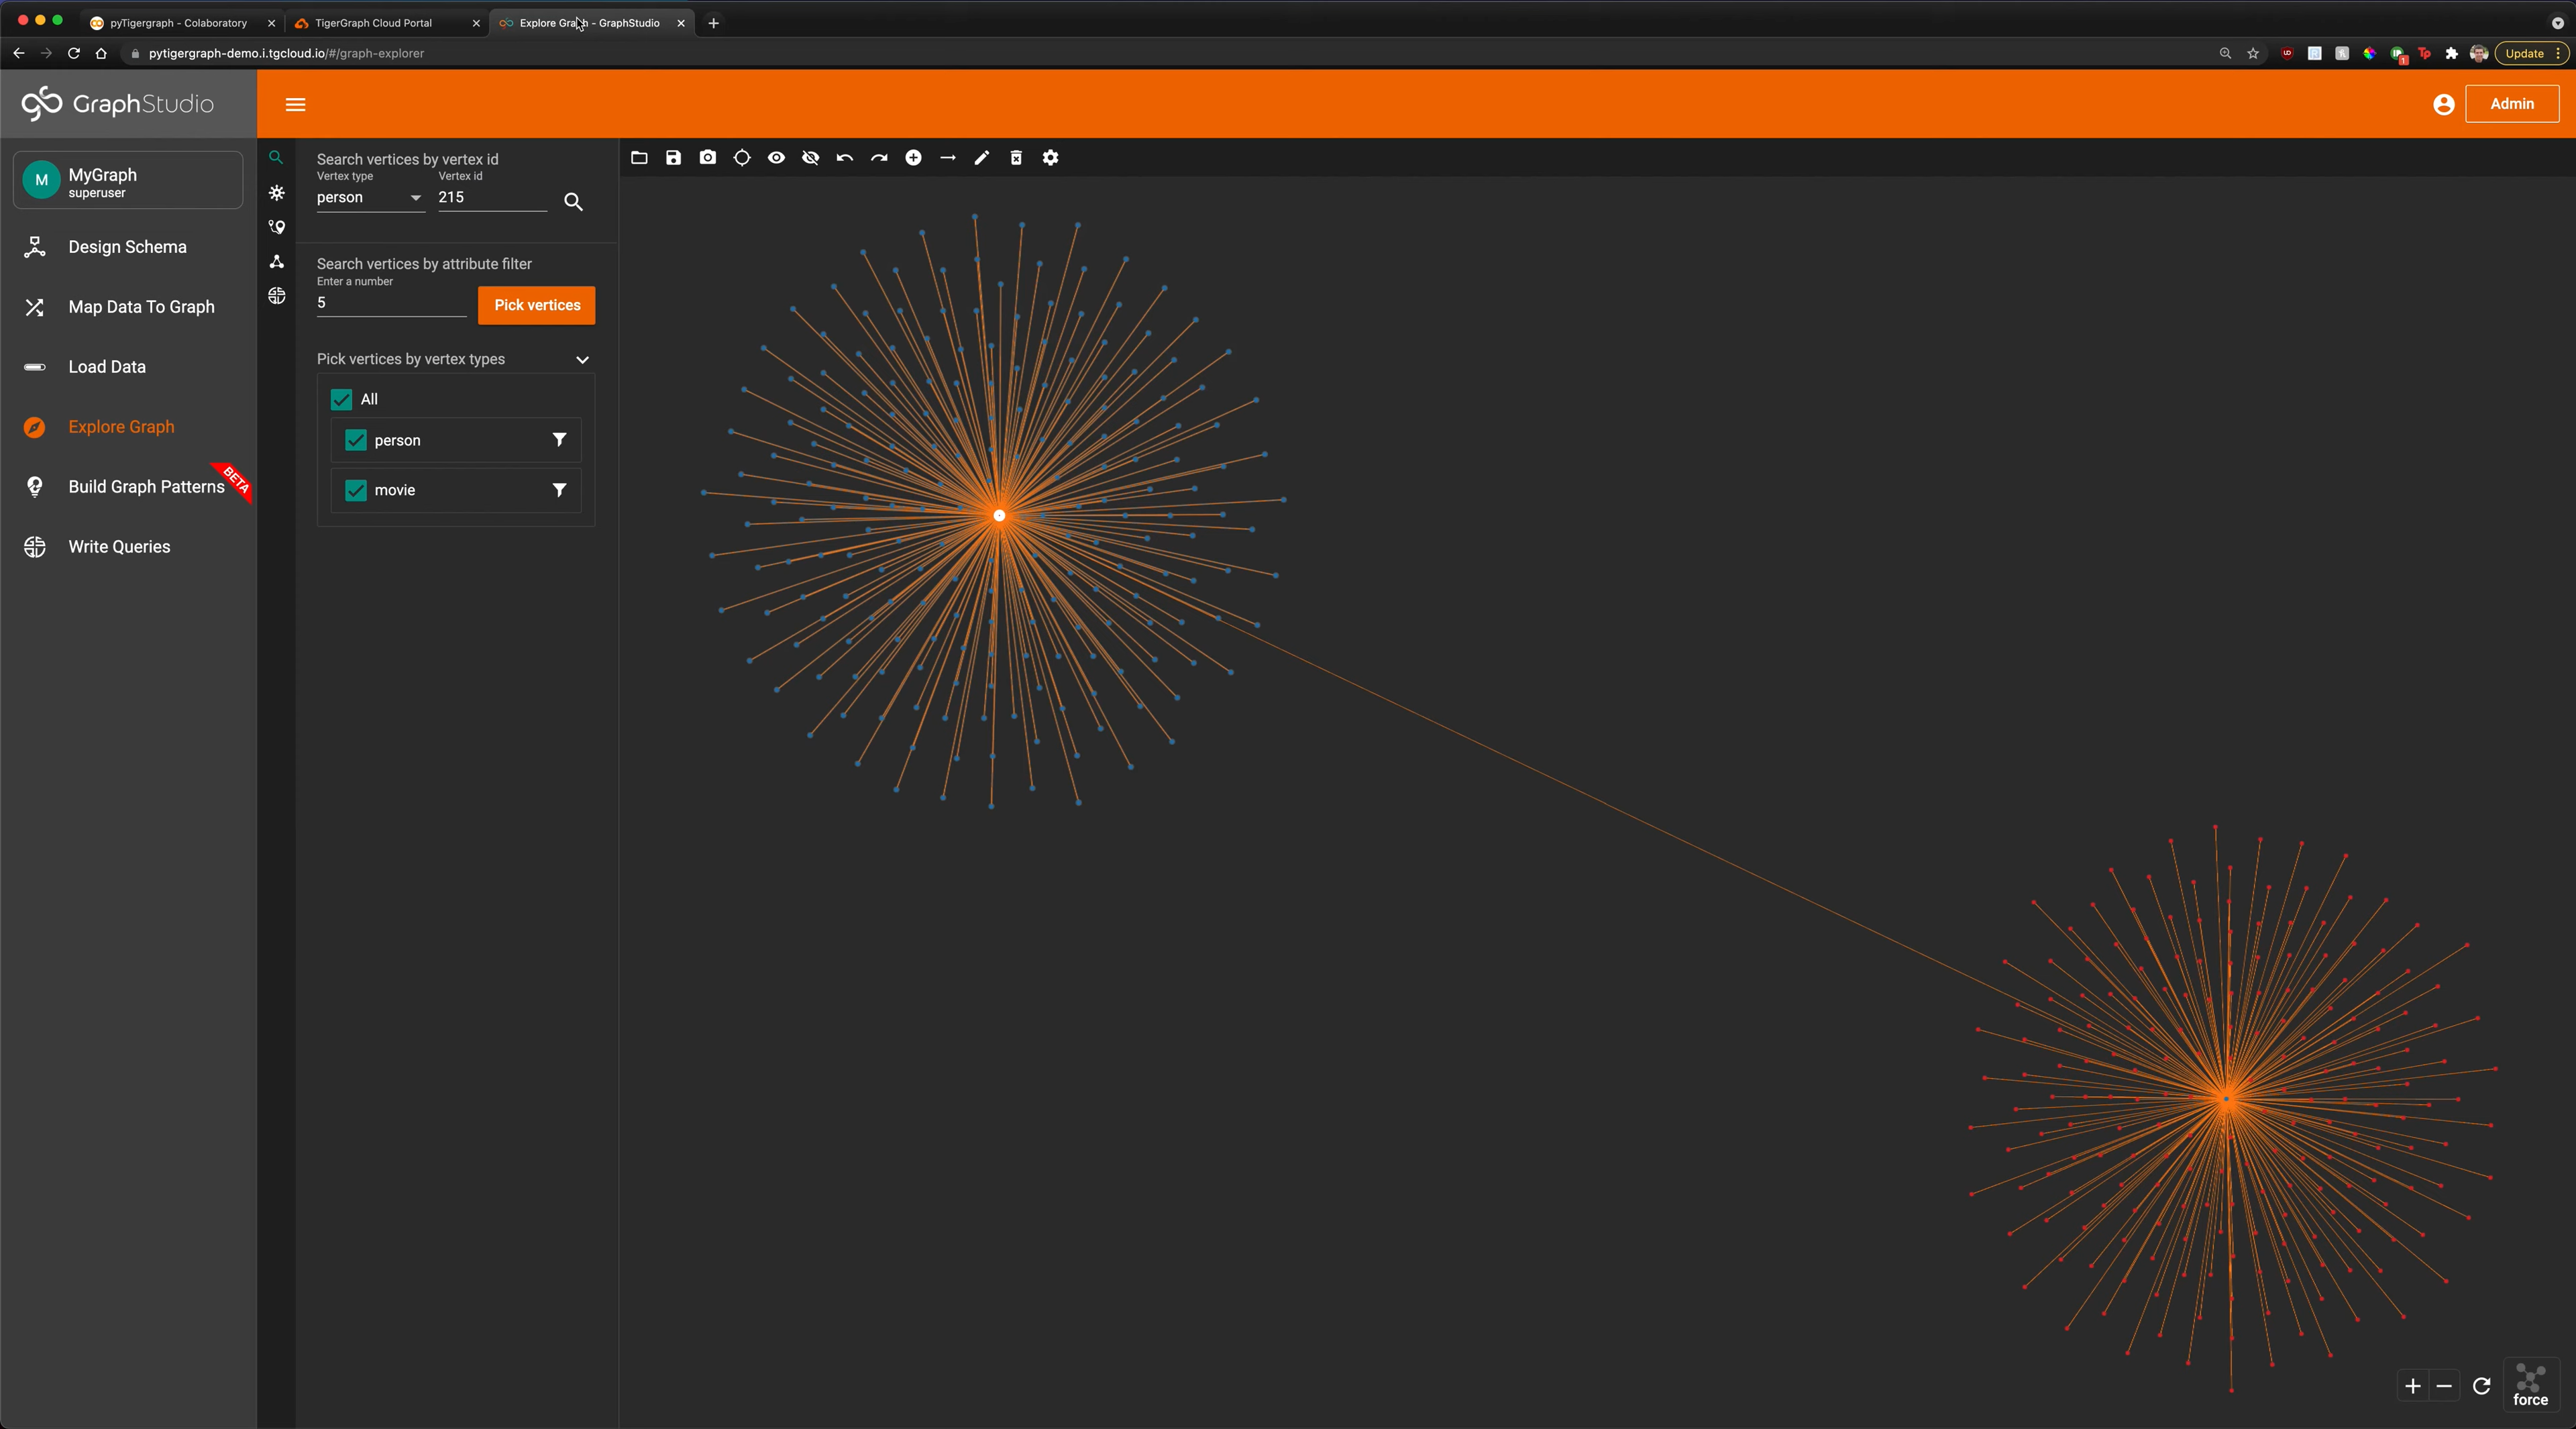 pyTigergraph - Colaboratory
TigerGraph Cloud Portal
Explore Graph - GraphStudio
pytigergraph-demo.i.tgcloud.io/#/graph-explorer
1
Tp
Update
GraphStudio
Admin
M
MyGraph
superuser
Design Schema
Map Data To Graph
Load Data
Explore Graph
Build Graph Patterns
BETA
Write Queries
Search vertices by vertex id
Vertex type
Vertex id
person
215
Search vertices by attribute filter
Enter a number
5
Pick vertices
Pick vertices by vertex types
All
person
movie
force